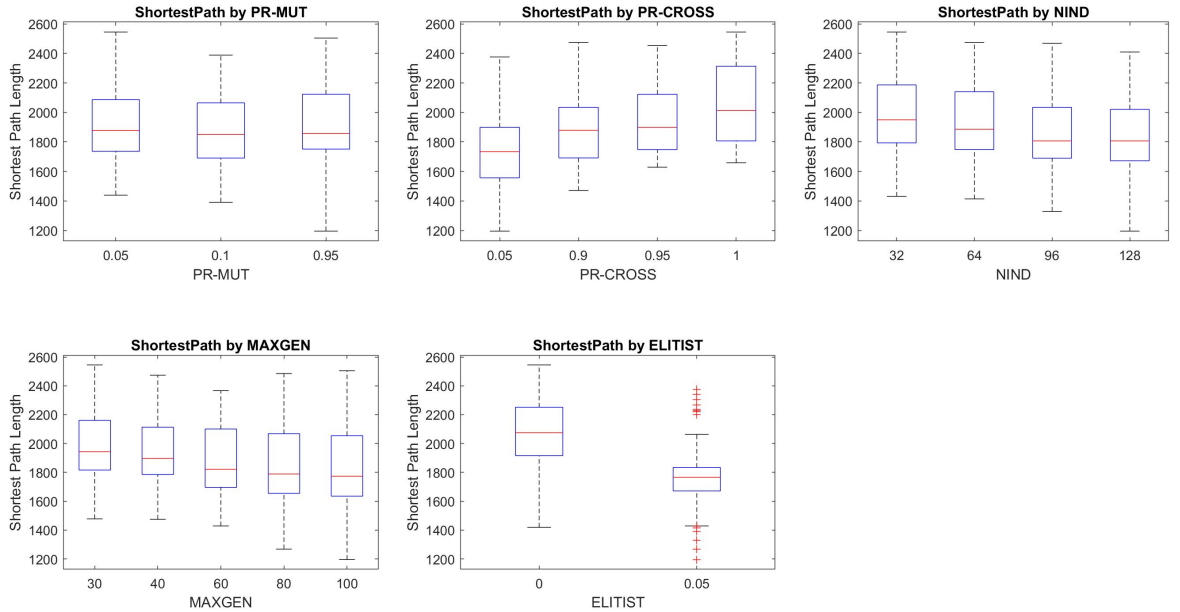 ShortestPath by PR-MUT
2600
2400
2200
2000
1800
1600
1400
1200
Shortest Path Length
0.05 0.1 0.95
PR-MUT
ShortestPath by PR-CROSS
2600
2400
2200
2000
1800
1600
1400
1200
Shortest Path Length
0.05 0.9 0.95 1
PR-CROSS
ShortestPath by NIND
2600
2400
2200
2000
1800
1600
1400
1200
Shortest Path Length
32 64 96 128
NIND
ShortestPath by MAXGEN
2600
2400
2200
2000
1800
1600
1400
1200
Shortest Path Length
30 40 60 80 100
MAXGEN
ShortestPath by ELITIST
2600
2400
2200
2000
1800
1600
1400
1200
Shortest Path Length
0 0.05
ELITIST